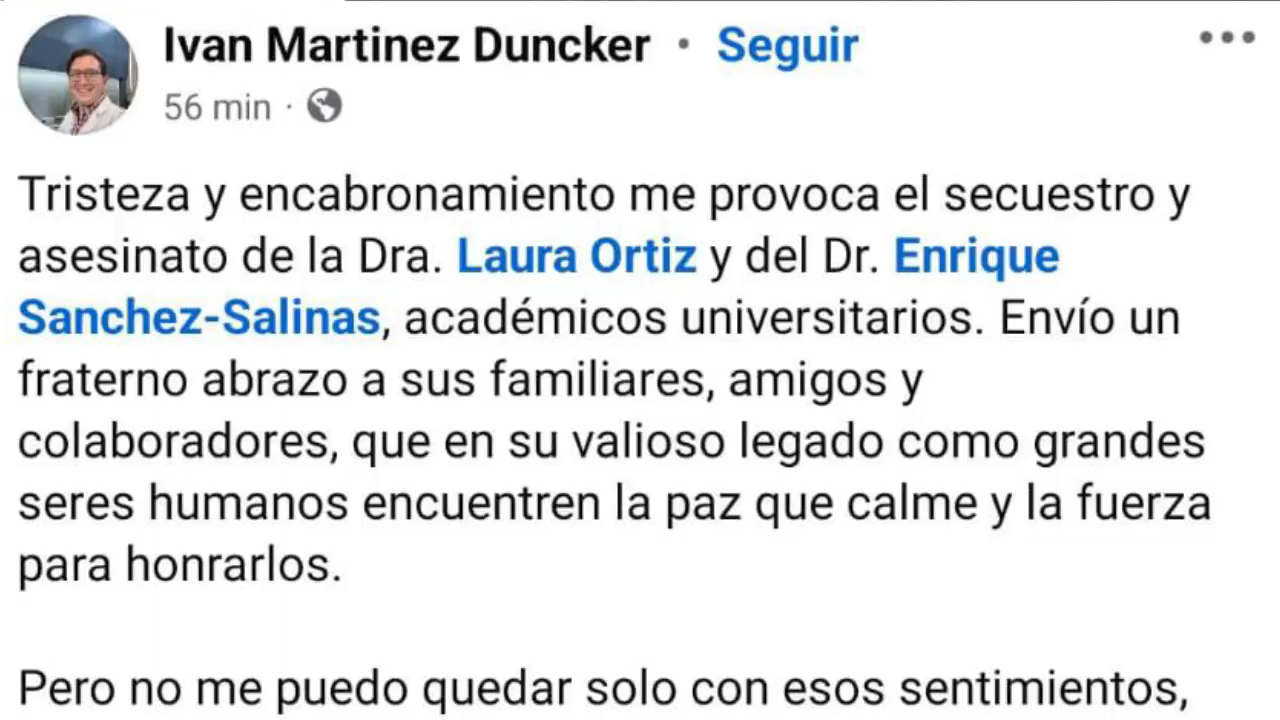 Ivan Martinez Duncker · Seguir
56 min ·
Tristeza y encabronamiento me provoca el secuestro y
asesinato de la Dra. Laura Ortiz y del Dr. Enrique
Sanchez-Salinas, académicos universitarios. Envío un
fraterno abrazo a sus familiares, amigos y
colaboradores, que en su valioso legado como grandes
seres humanos encuentren la paz que calme y la fuerza
para honrarlos.
Pero no me puedo quedar solo con esos sentimientos,